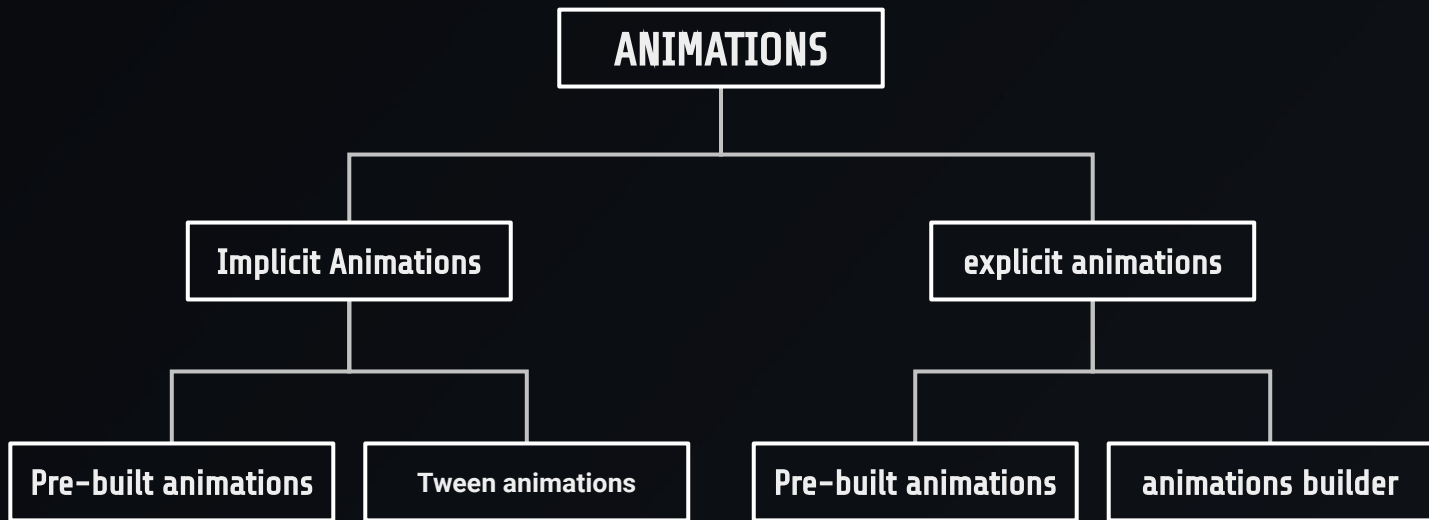 ANIMATIONS
Implicit Animations
explicit animations
Pre-built animations
Tween animations
Pre-built animations
animations builder